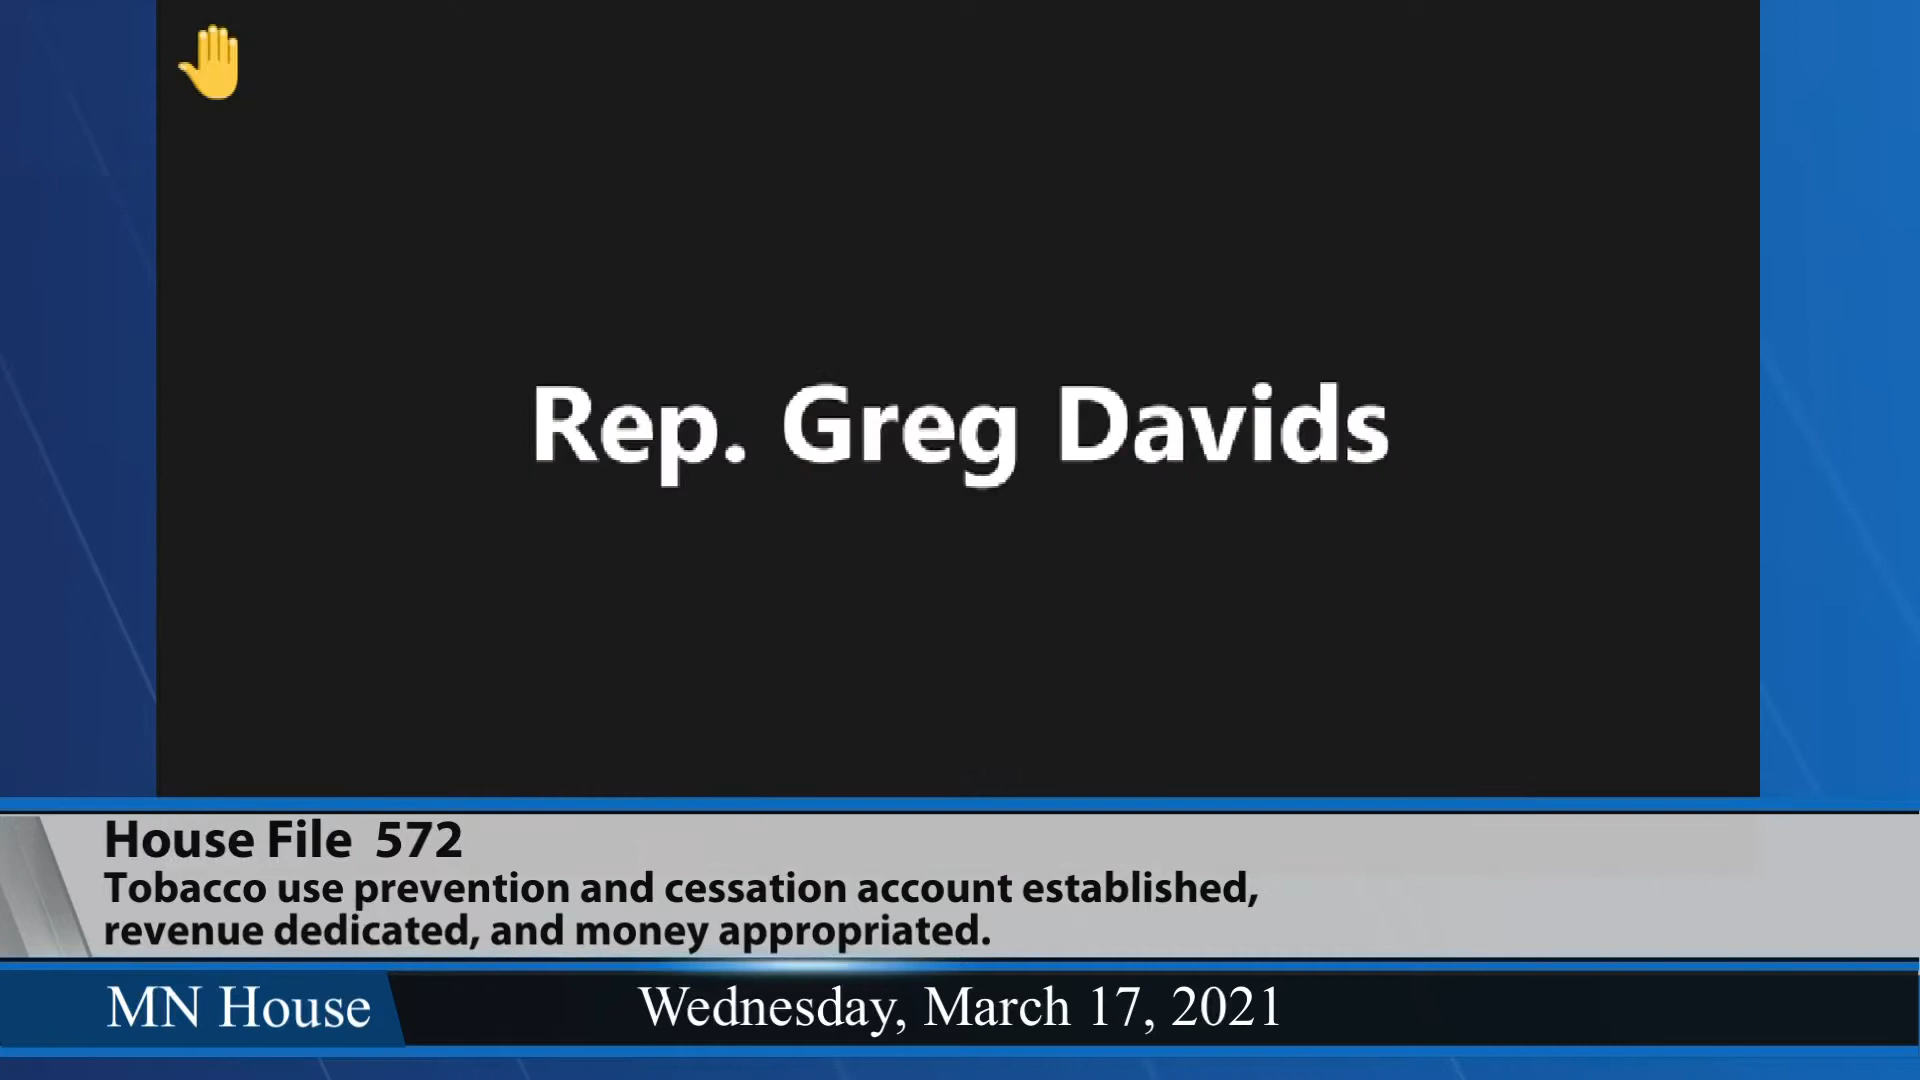 Rep. Greg Davids
House File 572
Tobacco use prevention and cessation account established,
revenue dedicated, and money appropriated.
MN House
Wednesday, March 17, 2021